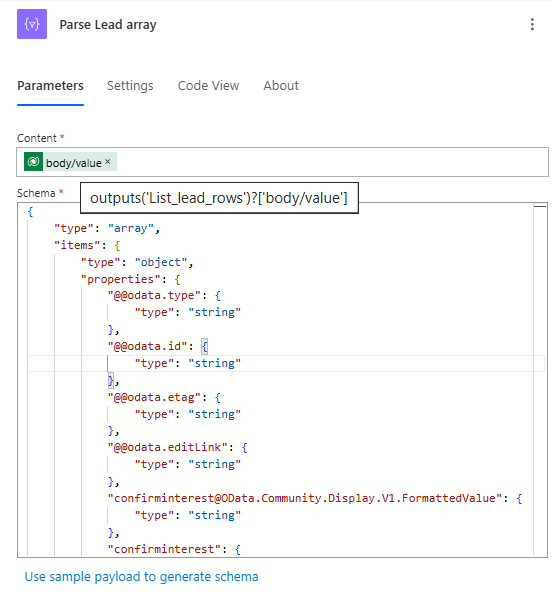 Parse Lead array
Parameters Settings Code View About
Content *
body/value ×
Schema *
outputs('List_lead_rows')?['body/value']
{
"type": "array",
"items": {
"type": "object",
"properties": {
"@@odata.type": {
"type": "string"
},
"@@odata.id": {
"type": "string"
},
"@@odata.etag": {
"type": "string"
},
"@@odata.editLink": {
"type": "string"
},
"confirminterest@OData.Community.Display.V1.FormattedValue": {
"type": "string"
},
"confirminterest": {
Use sample payload to generate schema